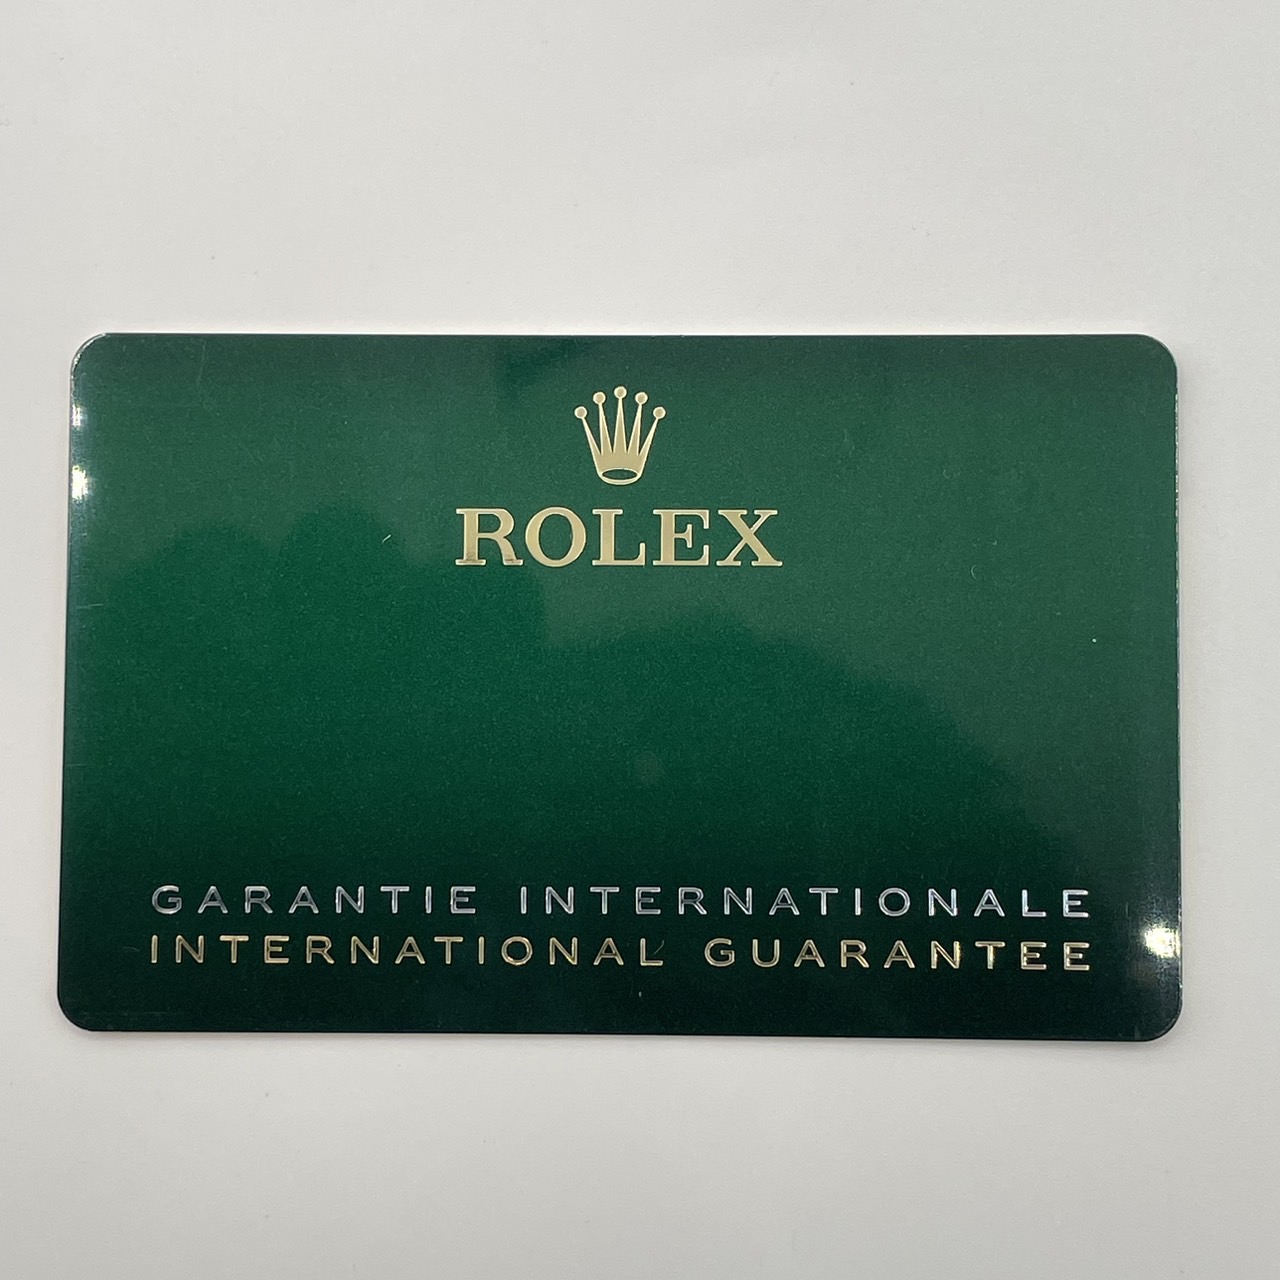 ROLEX
GARANTIE INTERNATIONALE
INTERNATIONAL GUARANTEE